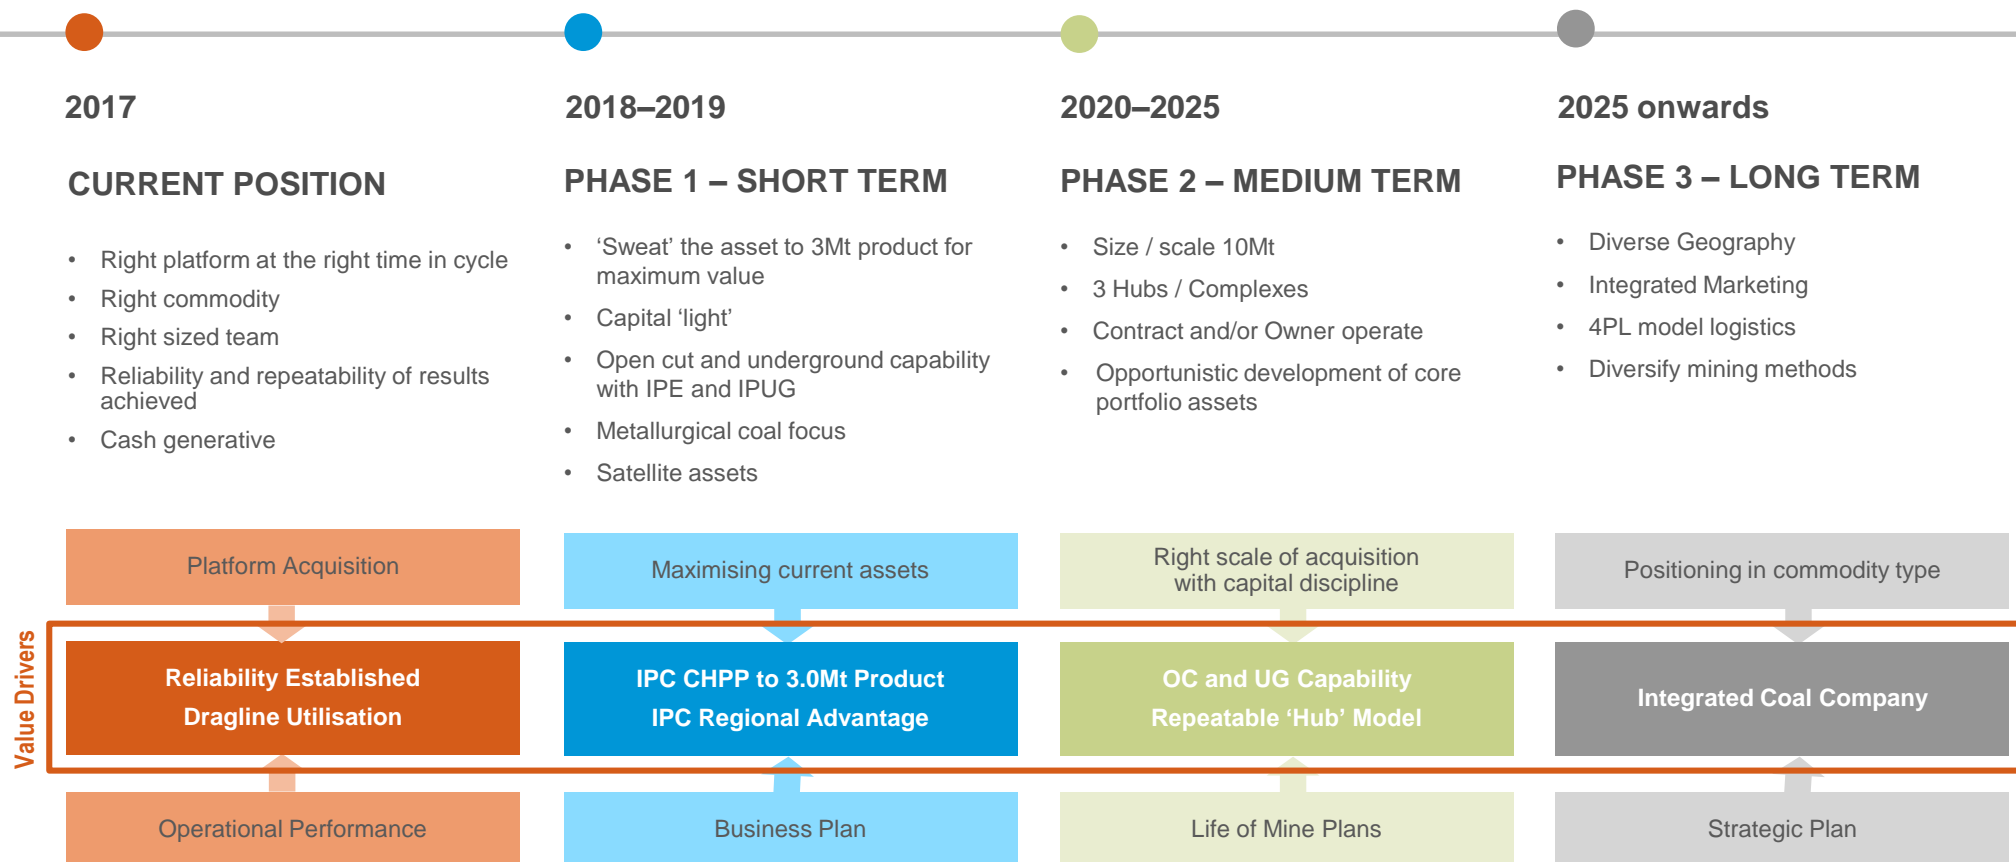 2017
CURRENT POSITION
• Right platform at the right time in cycle
• Right commodity
• Right sized team
• Reliability and repeatability of results
achieved
• Cash generative
2018–2019
PHASE 1 – SHORT TERM
• ‘Sweat’ the asset to 3Mt product for
maximum value
• Capital ‘light’
• Open cut and underground capability
with IPE and IPUG
• Metallurgical coal focus
• Satellite assets
2020–2025
PHASE 2 – MEDIUM TERM
• Size / scale 10Mt
• 3 Hubs / Complexes
• Contract and/or Owner operate
• Opportunistic development of core
portfolio assets
2025 onwards
PHASE 3 – LONG TERM
• Diverse Geography
• Integrated Marketing
• 4PL model logistics
• Diversify mining methods
Platform Acquisition
Maximising current assets
Right scale of acquisition
with capital discipline
Positioning in commodity type
Value Drivers
Reliability Established
Dragline Utilisation
IPC CHPP to 3.0Mt Product
IPC Regional Advantage
OC and UG Capability
Repeatable ‘Hub’ Model
Integrated Coal Company
Operational Performance
Business Plan
Life of Mine Plans
Strategic Plan